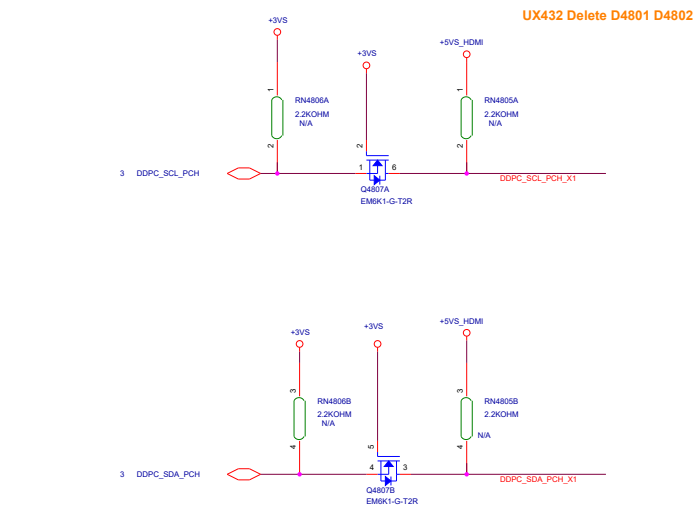 UX432 Delete D4801 D4802
+3VS
+3VS
+5VS_HDMI
1
RN4806A
2.2KOHM
N/A
2
2
1
RN4805A
2.2KOHM
N/A
2
3 DDPC_SCL_PCH
1
6
DDPC_SCL_PCH_X1
Q4807A
EM6K1-G-T2R
+3VS
+3VS
+5VS_HDMI
3
RN4806B
2.2KOHM
N/A
4
5
3
RN4805B
2.2KOHM
N/A
4
3 DDPC_SDA_PCH
4
3
DDPC_SDA_PCH_X1
Q4807B
EM6K1-G-T2R